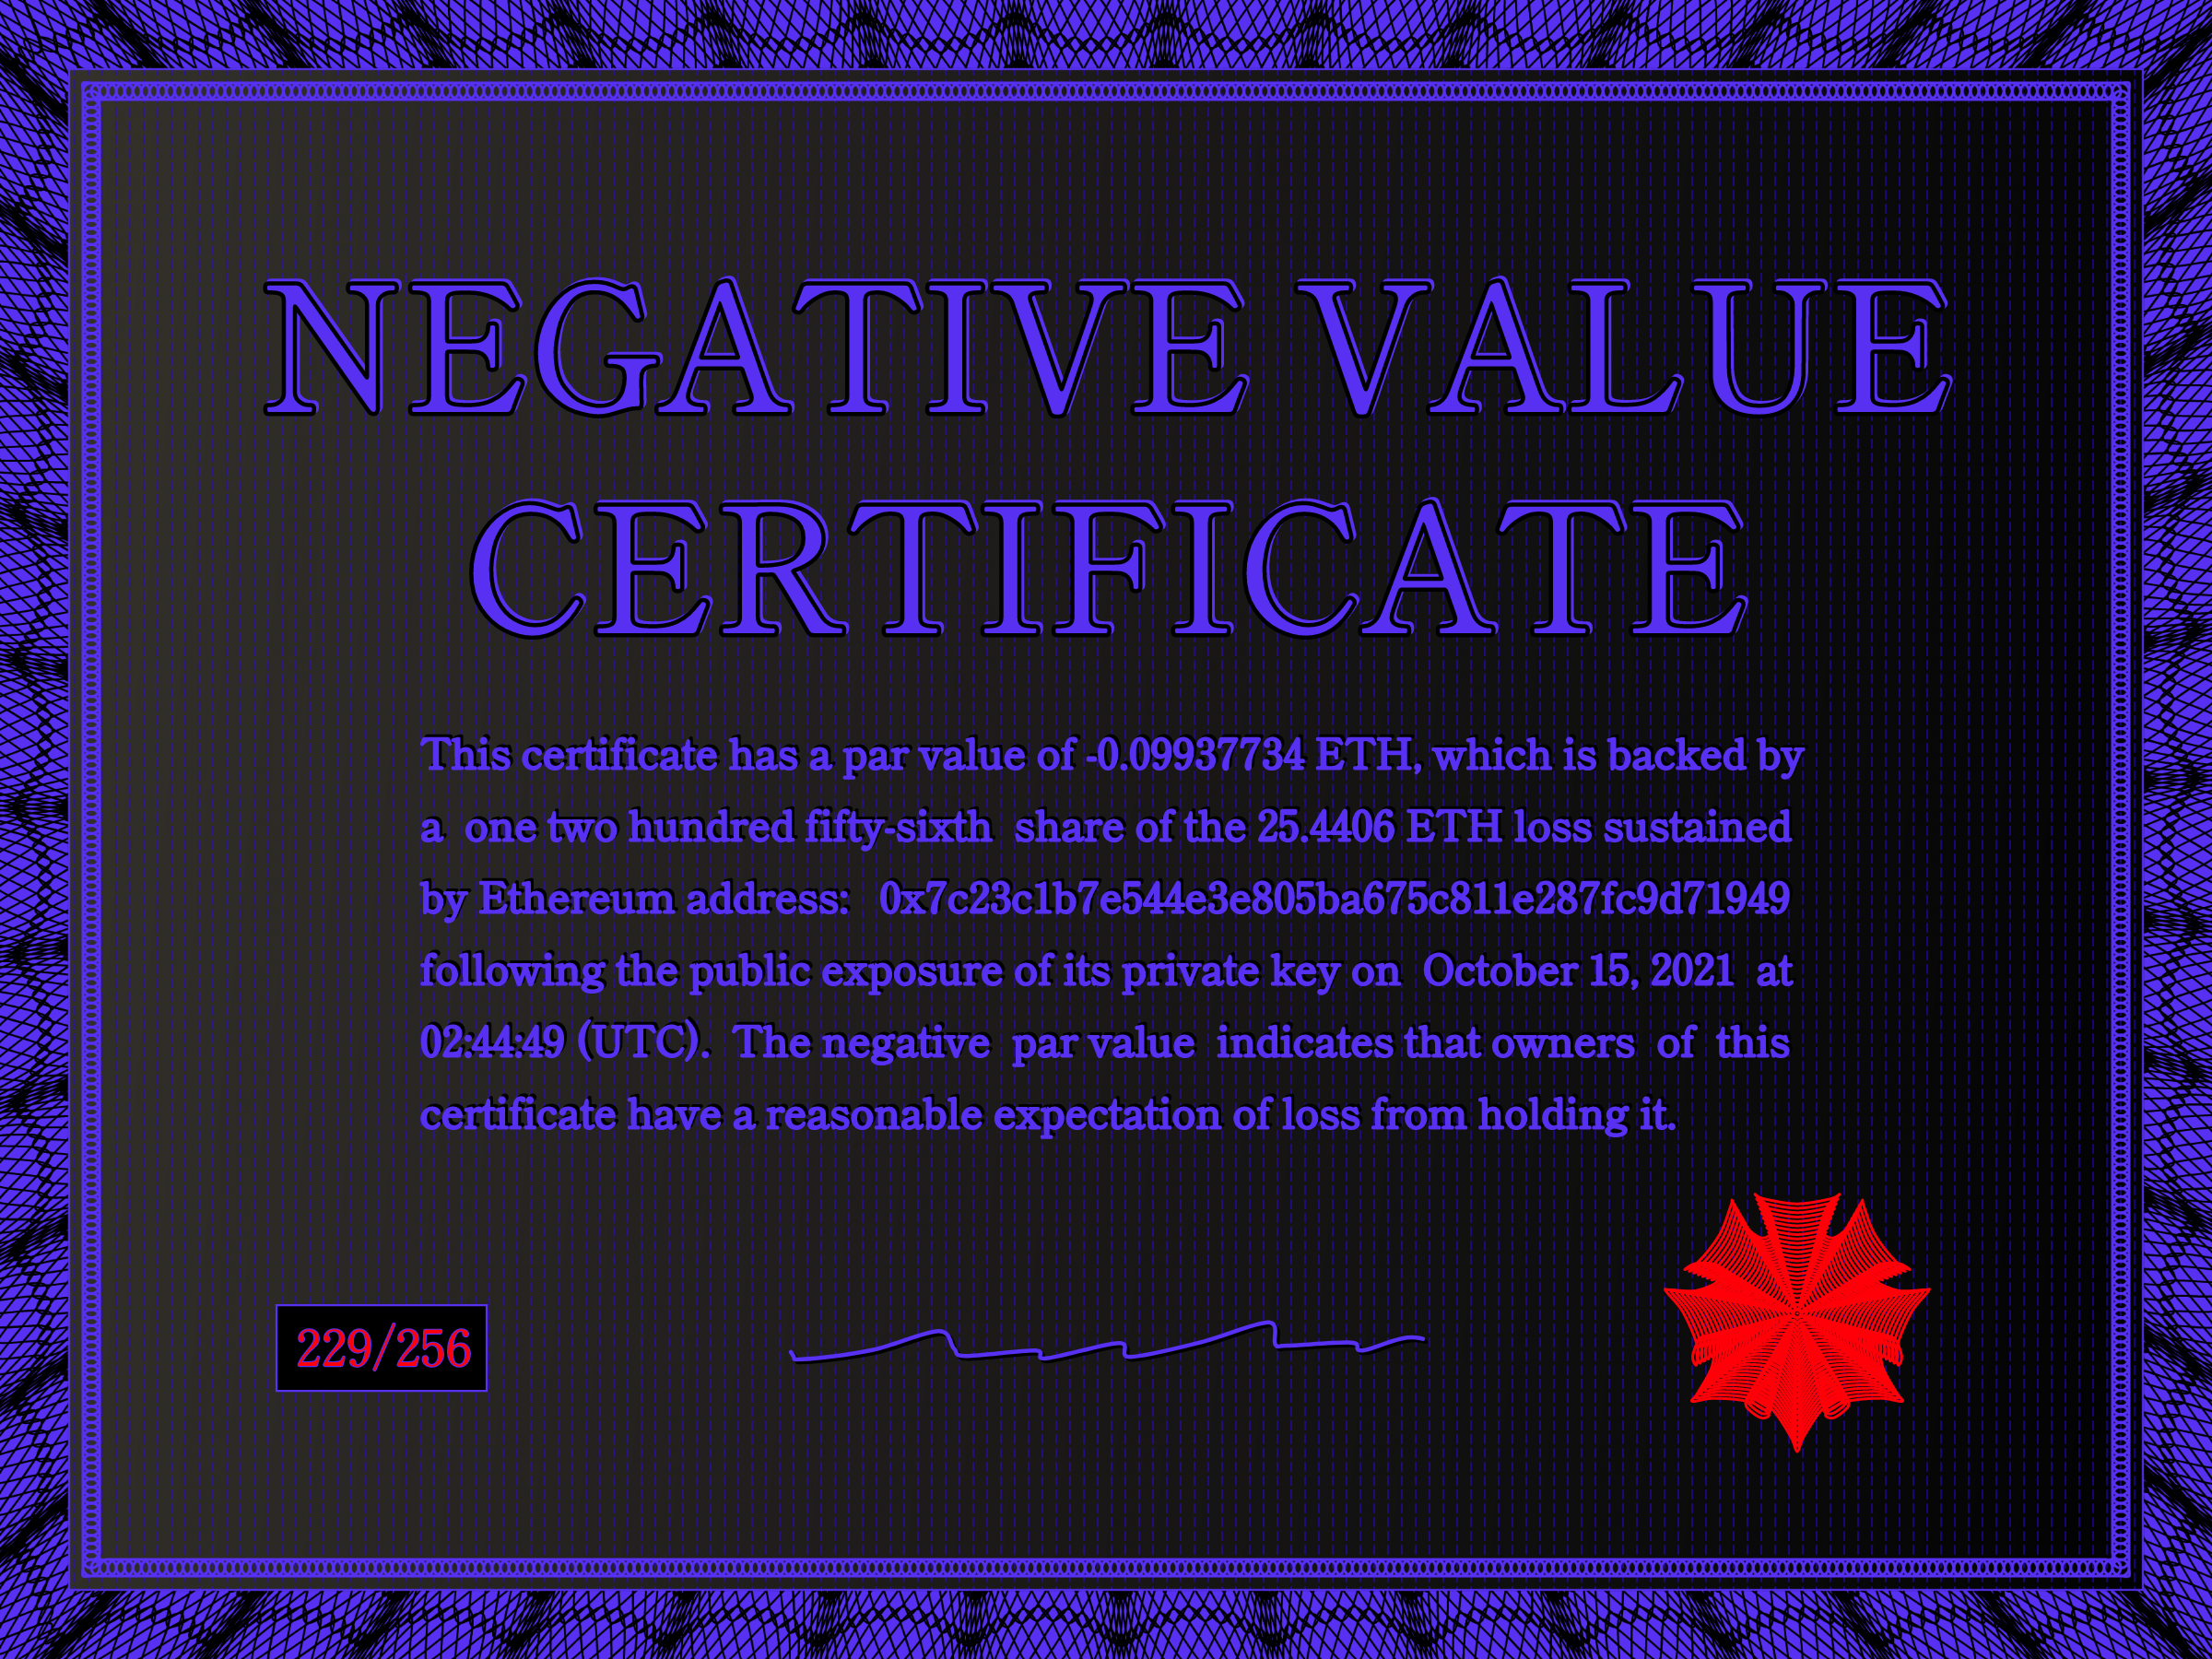 NEGATIVE VALUE
CERTIFICATE
This certificate has a par value of -0.09937734 ETH, which is backed by
a one two hundred fifty-sixth share of the 25.4406 ETH loss sustained
by Ethereum address: 0x7c23c1b7e544e3e805ba675c811e287fc9d71949
following the public exposure of its private key on October 15, 2021 at
02:44:49 (UTC). The negative par value indicates that owners of this
certificate have a reasonable expectation of loss from holding it.
229/256